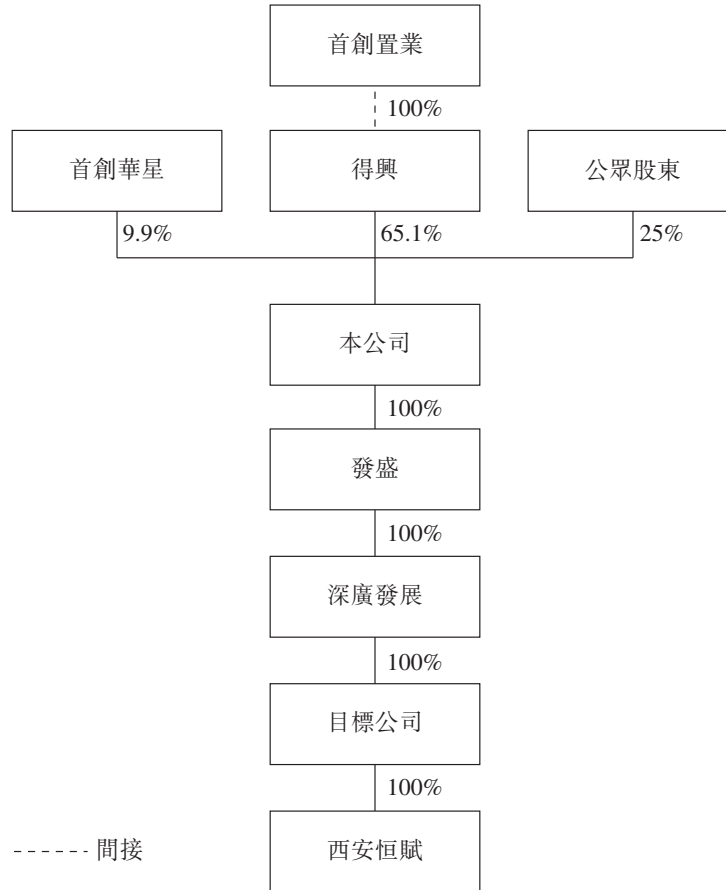 首創置業
100%
首創華星
得興
公眾股東
9.9%
65.1%
25%
本公司
100%
發盛
100%
深廣發展
100%
目標公司
100%
間接
西安恒賦